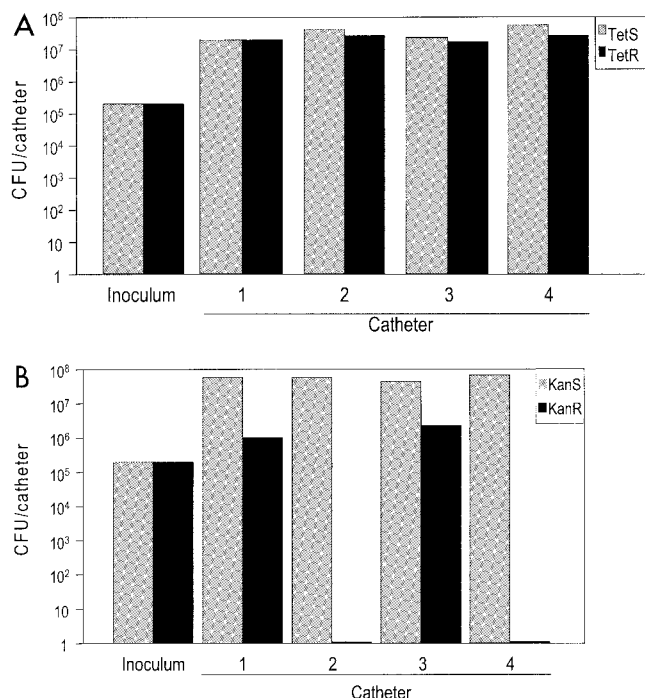 A
CFU/catheter
10⁸
10⁷
10⁶
10⁵
10⁴
10³
10²
10
1
TetS
TetR
Inoculum 1 2 3 4
Catheter
B
CFU/catheter
10⁸
10⁷
10⁶
10⁵
10⁴
10³
10²
10
1
KanS
KanR
Inoculum 1 2 3 4
Catheter